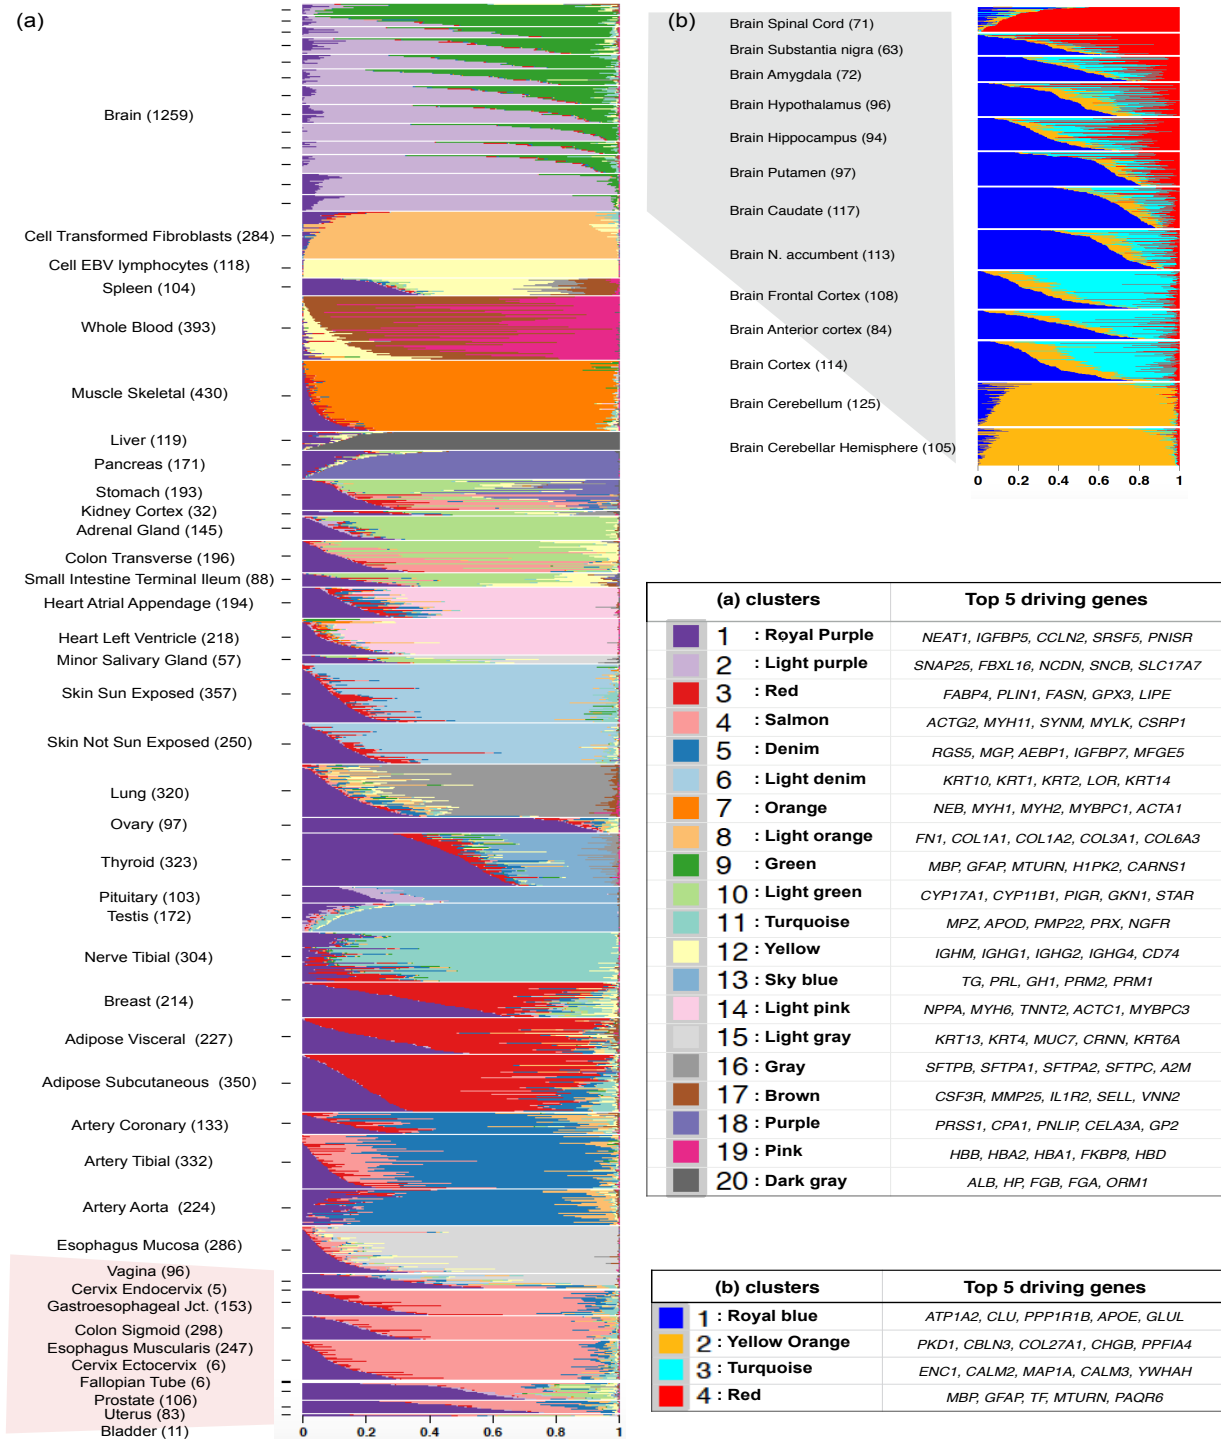 (a)
Brain (1259)
Cell Transformed Fibroblasts (284)
Cell EBV lymphocytes (118)
Spleen (104)
Whole Blood (393)
Muscle Skeletal (430)
Liver (119)
Pancreas (171)
Stomach (193)
Kidney Cortex (32)
Adrenal Gland (145)
Colon Transverse (196)
Small Intestine Terminal Ileum (88)
Heart Atrial Appendage (194)
Heart Left Ventricle (218)
Minor Salivary Gland (57)
Skin Sun Exposed (357)
Skin Not Sun Exposed (250)
Lung (320)
Ovary (97)
Thyroid (323)
Pituitary (103)
Testis (172)
Nerve Tibial (304)
Breast (214)
Adipose Visceral (227)
Adipose Subcutaneous (350)
Artery Coronary (133)
Artery Tibial (332)
Artery Aorta (224)
Esophagus Mucosa (286)
Vagina (96)
Cervix Endocervix (5)
Gastroesophageal Jct. (153)
Colon Sigmoid (298)
Esophagus Muscularis (247)
Cervix Ectocervix (6)
Fallopian Tube (6)
Prostate (106)
Uterus (83)
Bladder (11)
0 0.2 0.4 0.6 0.8 1
(b)
Brain Spinal Cord (71)
Brain Substantia nigra (63)
Brain Amygdala (72)
Brain Hypothalamus (96)
Brain Hippocampus (94)
Brain Putamen (97)
Brain Caudate (117)
Brain N. accumbent (113)
Brain Frontal Cortex (108)
Brain Anterior cortex (84)
Brain Cortex (114)
Brain Cerebellum (125)
Brain Cerebellar Hemisphere (105)
0 0.2 0.4 0.6 0.8 1
(a) clusters Top 5 driving genes
1 : Royal Purple NEAT1, IGFBP5, CCLN2, SRSF5, PNISR
2 : Light purple SNAP25, FBXL16, NCDN, SNCB, SLC17A7
3 : Red FABP4, PLIN1, FASN, GPX3, LIPE
4 : Salmon ACTG2, MYH11, SYNM, MYLK, CSRP1
5 : Denim RGS5, MGP, AEBP1, IGFBP7, MFGE5
6 : Light denim KRT10, KRT1, KRT2, LOR, KRT14
7 : Orange NEB, MYH1, MYH2, MYBPC1, ACTA1
8 : Light orange FN1, COL1A1, COL1A2, COL3A1, COL6A3
9 : Green MBP, GFAP, MTURN, H1PK2, CARNS1
10 : Light green CYP17A1, CYP11B1, PIGR, GKN1, STAR
11 : Turquoise MPZ, APOD, PMP22, PRX, NGFR
12 : Yellow IGHM, IGHG1, IGHG2, IGHG4, CD74
13 : Sky blue TG, PRL, GH1, PRM2, PRM1
14 : Light pink NPPA, MYH6, TNNT2, ACTC1, MYBPC3
15 : Light gray KRT13, KRT4, MUC7, CRNN, KRT6A
16 : Gray SFTPB, SFTPA1, SFTPA2, SFTPC, A2M
17 : Brown CSF3R, MMP25, IL1R2, SELL, VNN2
18 : Purple PRSS1, CPA1, PNLIP, CELA3A, GP2
19 : Pink HBB, HBA2, HBA1, FKBP8, HBD
20 : Dark gray ALB, HP, FGB, FGA, ORM1
(b) clusters Top 5 driving genes
1 : Royal blue ATP1A2, CLU, PPP1R1B, APOE, GLUL
2 : Yellow Orange PKD1, CBLN3, COL27A1, CHGB, PPFIA4
3 : Turquoise ENC1, CALM2, MAP1A, CALM3, YWHAH
4 : Red MBP, GFAP, TF, MTURN, PAQR6